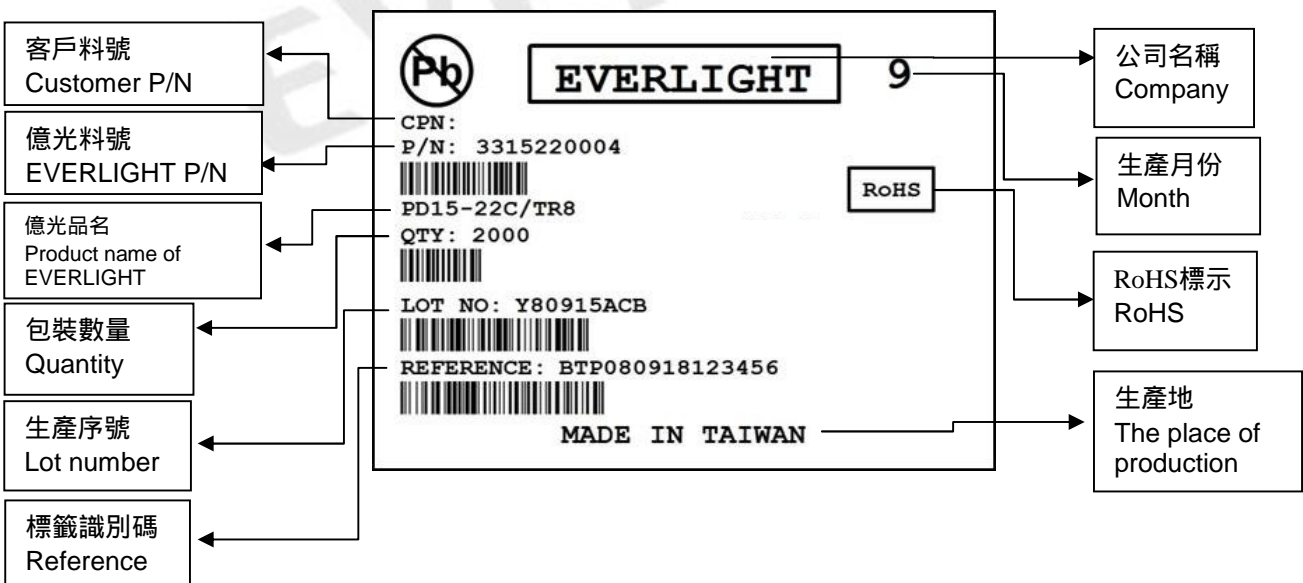 客戶料號
Customer P/N
億光料號
EVERLIGHT P/N
億光品名
Product name of
EVERLIGHT
包裝數量
Quantity
生產序號
Lot number
標籤識別碼
Reference
Pb
EVERLIGHT
9
CPN:
P/N: 3315220004
RoHS
PD15-22C/TR8
QTY: 2000
LOT NO: Y80915ACB
REFERENCE: BTP080918123456
MADE IN TAIWAN
公司名稱
Company
生產月份
Month
RoHS標示
RoHS
生產地
The place of
production